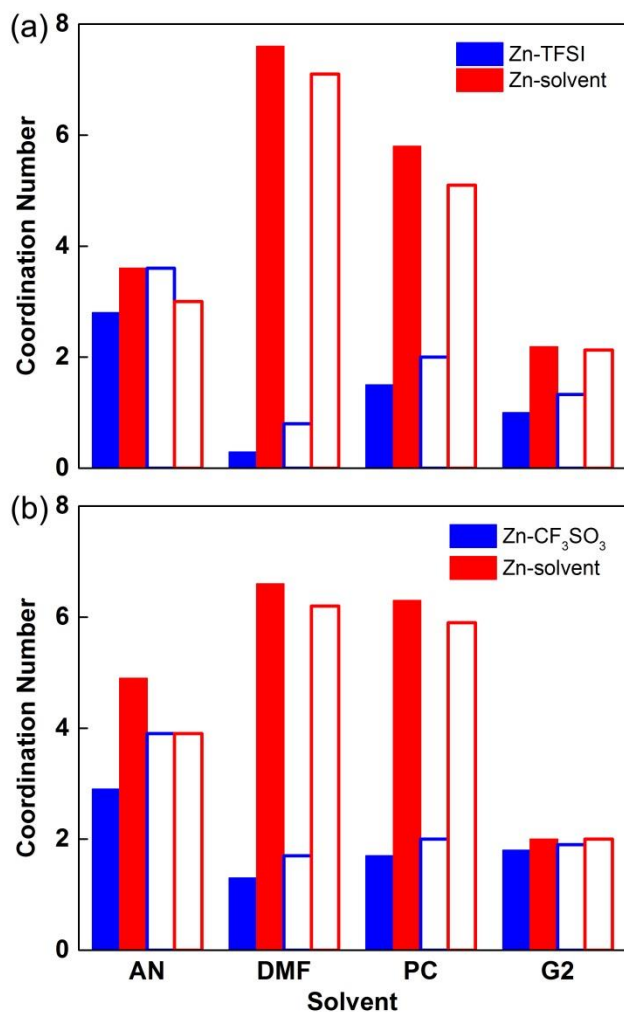 (a)
8
6
4
2
0
Coordination Number
Zn-TFSI
Zn-solvent
(b)
8
6
4
2
0
Coordination Number
Zn-CF₃SO₃
Zn-solvent
AN DMF PC G2
Solvent